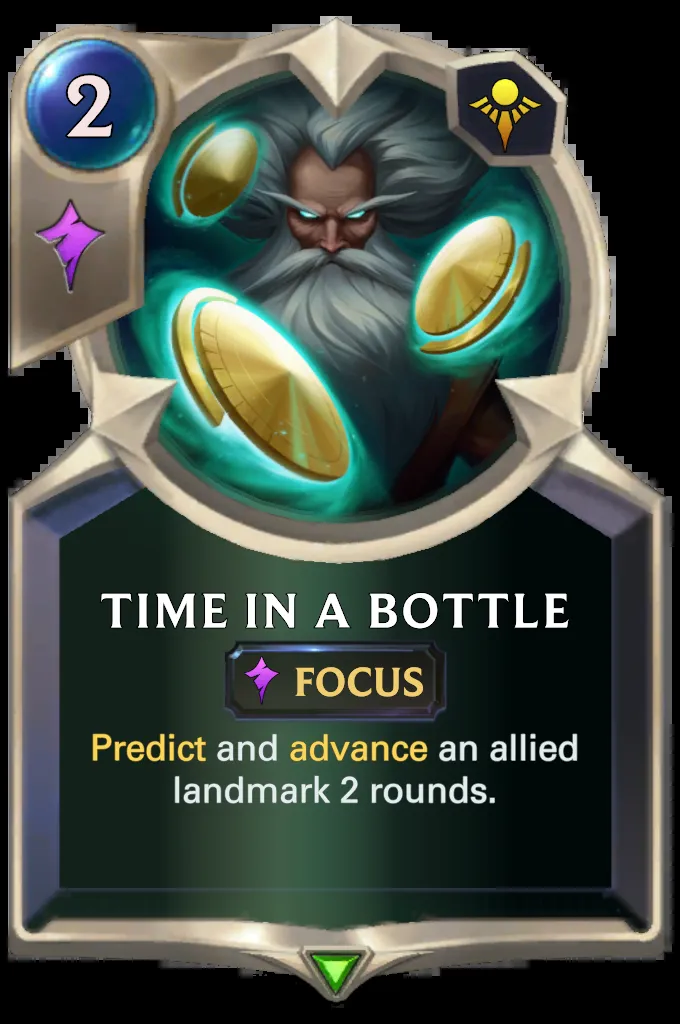 2
TIME IN A BOTTLE
FOCUS
Predict and advance an allied
landmark 2 rounds.